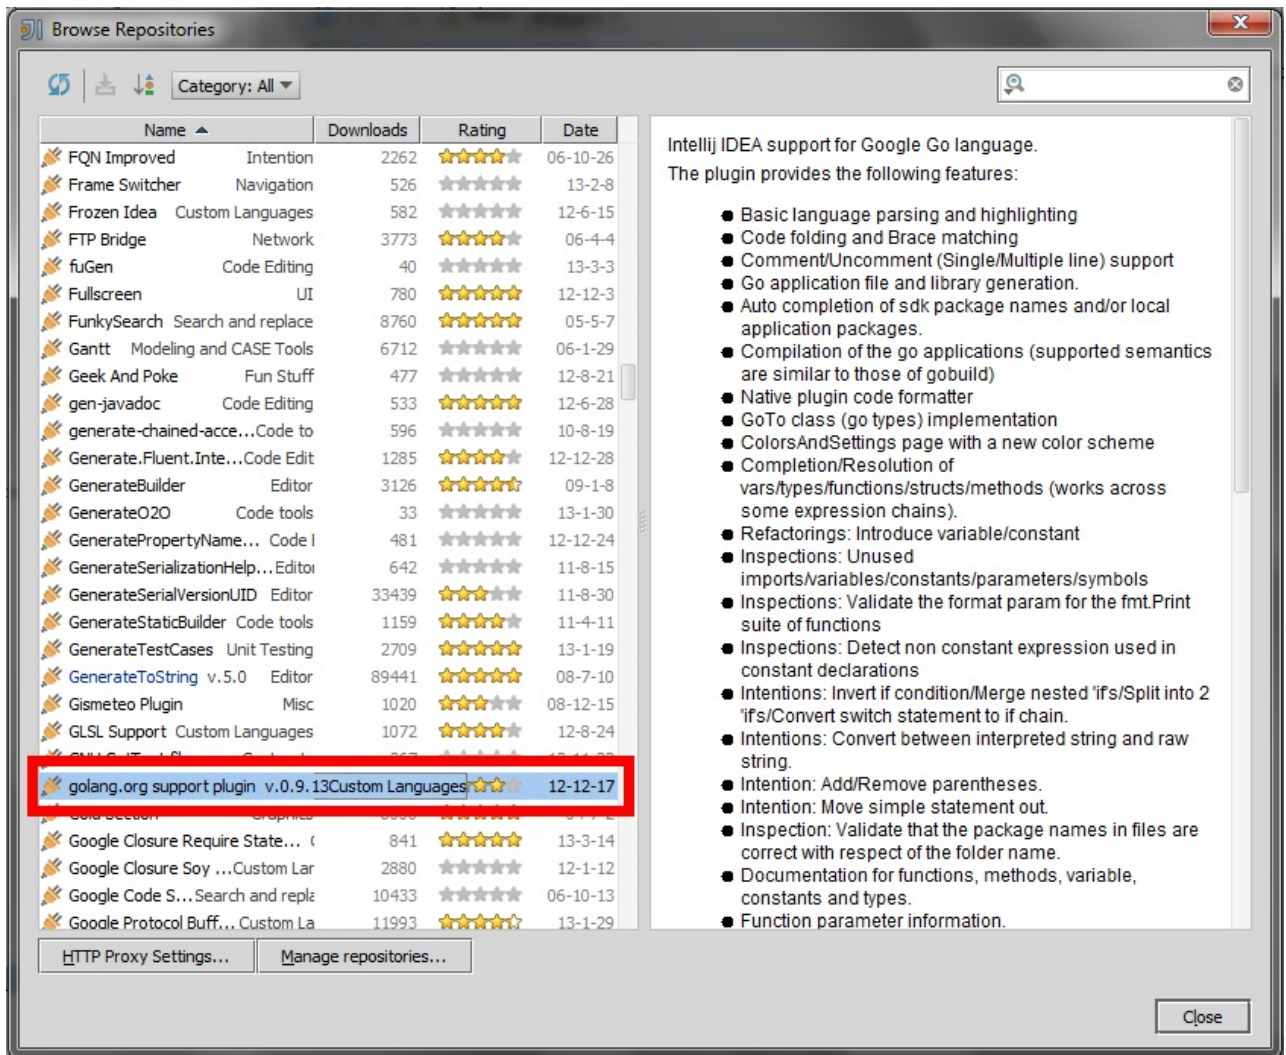 Browse Repositories
Category: All
Name Downloads Rating Date
FQN Improved Intention 2262 06-10-26
Frame Switcher Navigation 526 13-2-8
Frozen Idea Custom Languages 582 12-6-15
FTP Bridge Network 3773 06-4-4
fuGen Code Editing 40 13-3-3
Fullscreen UI 780 12-12-3
FunkySearch Search and replace 8760 05-5-7
Gantt Modeling and CASE Tools 6712 06-1-29
Geek And Poke Fun Stuff 477 12-8-21
gen-javadoc Code Editing 533 12-6-28
generate-chained-acce...Code to 596 10-8-19
Generate.Fluent.Inte...Code Edit 1285 12-12-28
GenerateBuilder Editor 3126 09-1-8
GenerateO2O Code tools 33 13-1-30
GeneratePropertyName... Code 481 12-12-24
GenerateSerializationHelp...Editor 642 11-8-15
GenerateSerialVersionUID Editor 33439 11-8-30
GenerateStaticBuilder Code tools 1159 11-4-11
GenerateTestCases Unit Testing 2709 13-1-19
GenerateToString v.5.0 Editor 89441 08-7-10
Gismeteo Plugin Misc 1020 08-12-15
GLSL Support Custom Languages 1072 12-8-24
golang.org support plugin v.0.9.13Custom Languages 12-12-17
Google Closure Require State... 841 13-3-14
Google Closure Soy ...Custom Lar 2880 12-1-12
Google Code S...Search and repla 10433 06-10-13
Google Protocol Buff...Custom La 11993 13-1-29
HTTP Proxy Settings... Manage repositories...
Intellij IDEA support for Google Go language.
The plugin provides the following features:
Basic language parsing and highlighting
Code folding and Brace matching
Comment/Uncomment (Single/Multiple line) support
Go application file and library generation.
Auto completion of sdk package names and/or local
application packages.
Compilation of the go applications (supported semantics
are similar to those of gobuild)
Native plugin code formatter
GoTo class (go types) implementation
ColorsAndSettings page with a new color scheme
Completion/Resolution of
vars/types/functions/structs/methods (works across
some expression chains).
Refactorings: Introduce variable/constant
Inspections: Unused
imports/variables/constants/parameters/symbols
Inspections: Validate the format param for the fmt.Print
suite of functions
Inspections: Detect non constant expression used in
constant declarations
Intentions: Invert if condition/Merge nested 'if's/Split into 2
'if's/Convert switch statement to if chain.
Intentions: Convert between interpreted string and raw
string.
Intention: Add/Remove parentheses.
Intention: Move simple statement out.
Inspection: Validate that the package names in files are
correct with respect of the folder name.
Documentation for functions, methods, variable,
constants and types.
Function parameter information.
Close